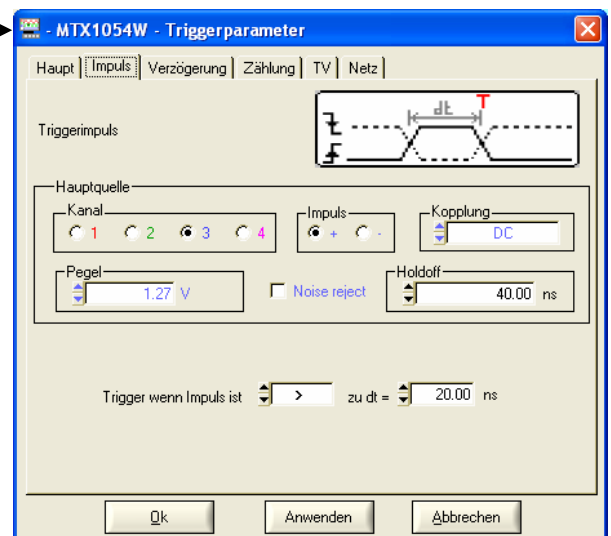 - MTX1054W - Triggerparameter
Haupt Impuls Verzögerung Zählung TV Netz
dt T
Triggerimpuls
Hauptquelle
Kanal Impuls Kopplung
1 2 3 4 + - DC
Pegel Holdoff
1.27 V Noise reject 40.00 ns
Trigger wenn Impuls ist > zu dt = 20.00 ns
Ok Anwenden Abbrechen